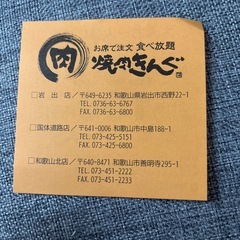 お席で注文 食べ放題
肉 焼肉きんぐ
□岩出店／〒649-6235 和歌山県岩出市西野22-1
TEL. 0736-63-6767
FAX. 0736-63-6800
□国体道路店／〒641-0006 和歌山市中島188-1
TEL. 073-425-5151
FAX. 073-425-6800
□和歌山北店／〒640-8471 和歌山市善明寺295-1
TEL. 073-451-2222
FAX. 073-451-2233